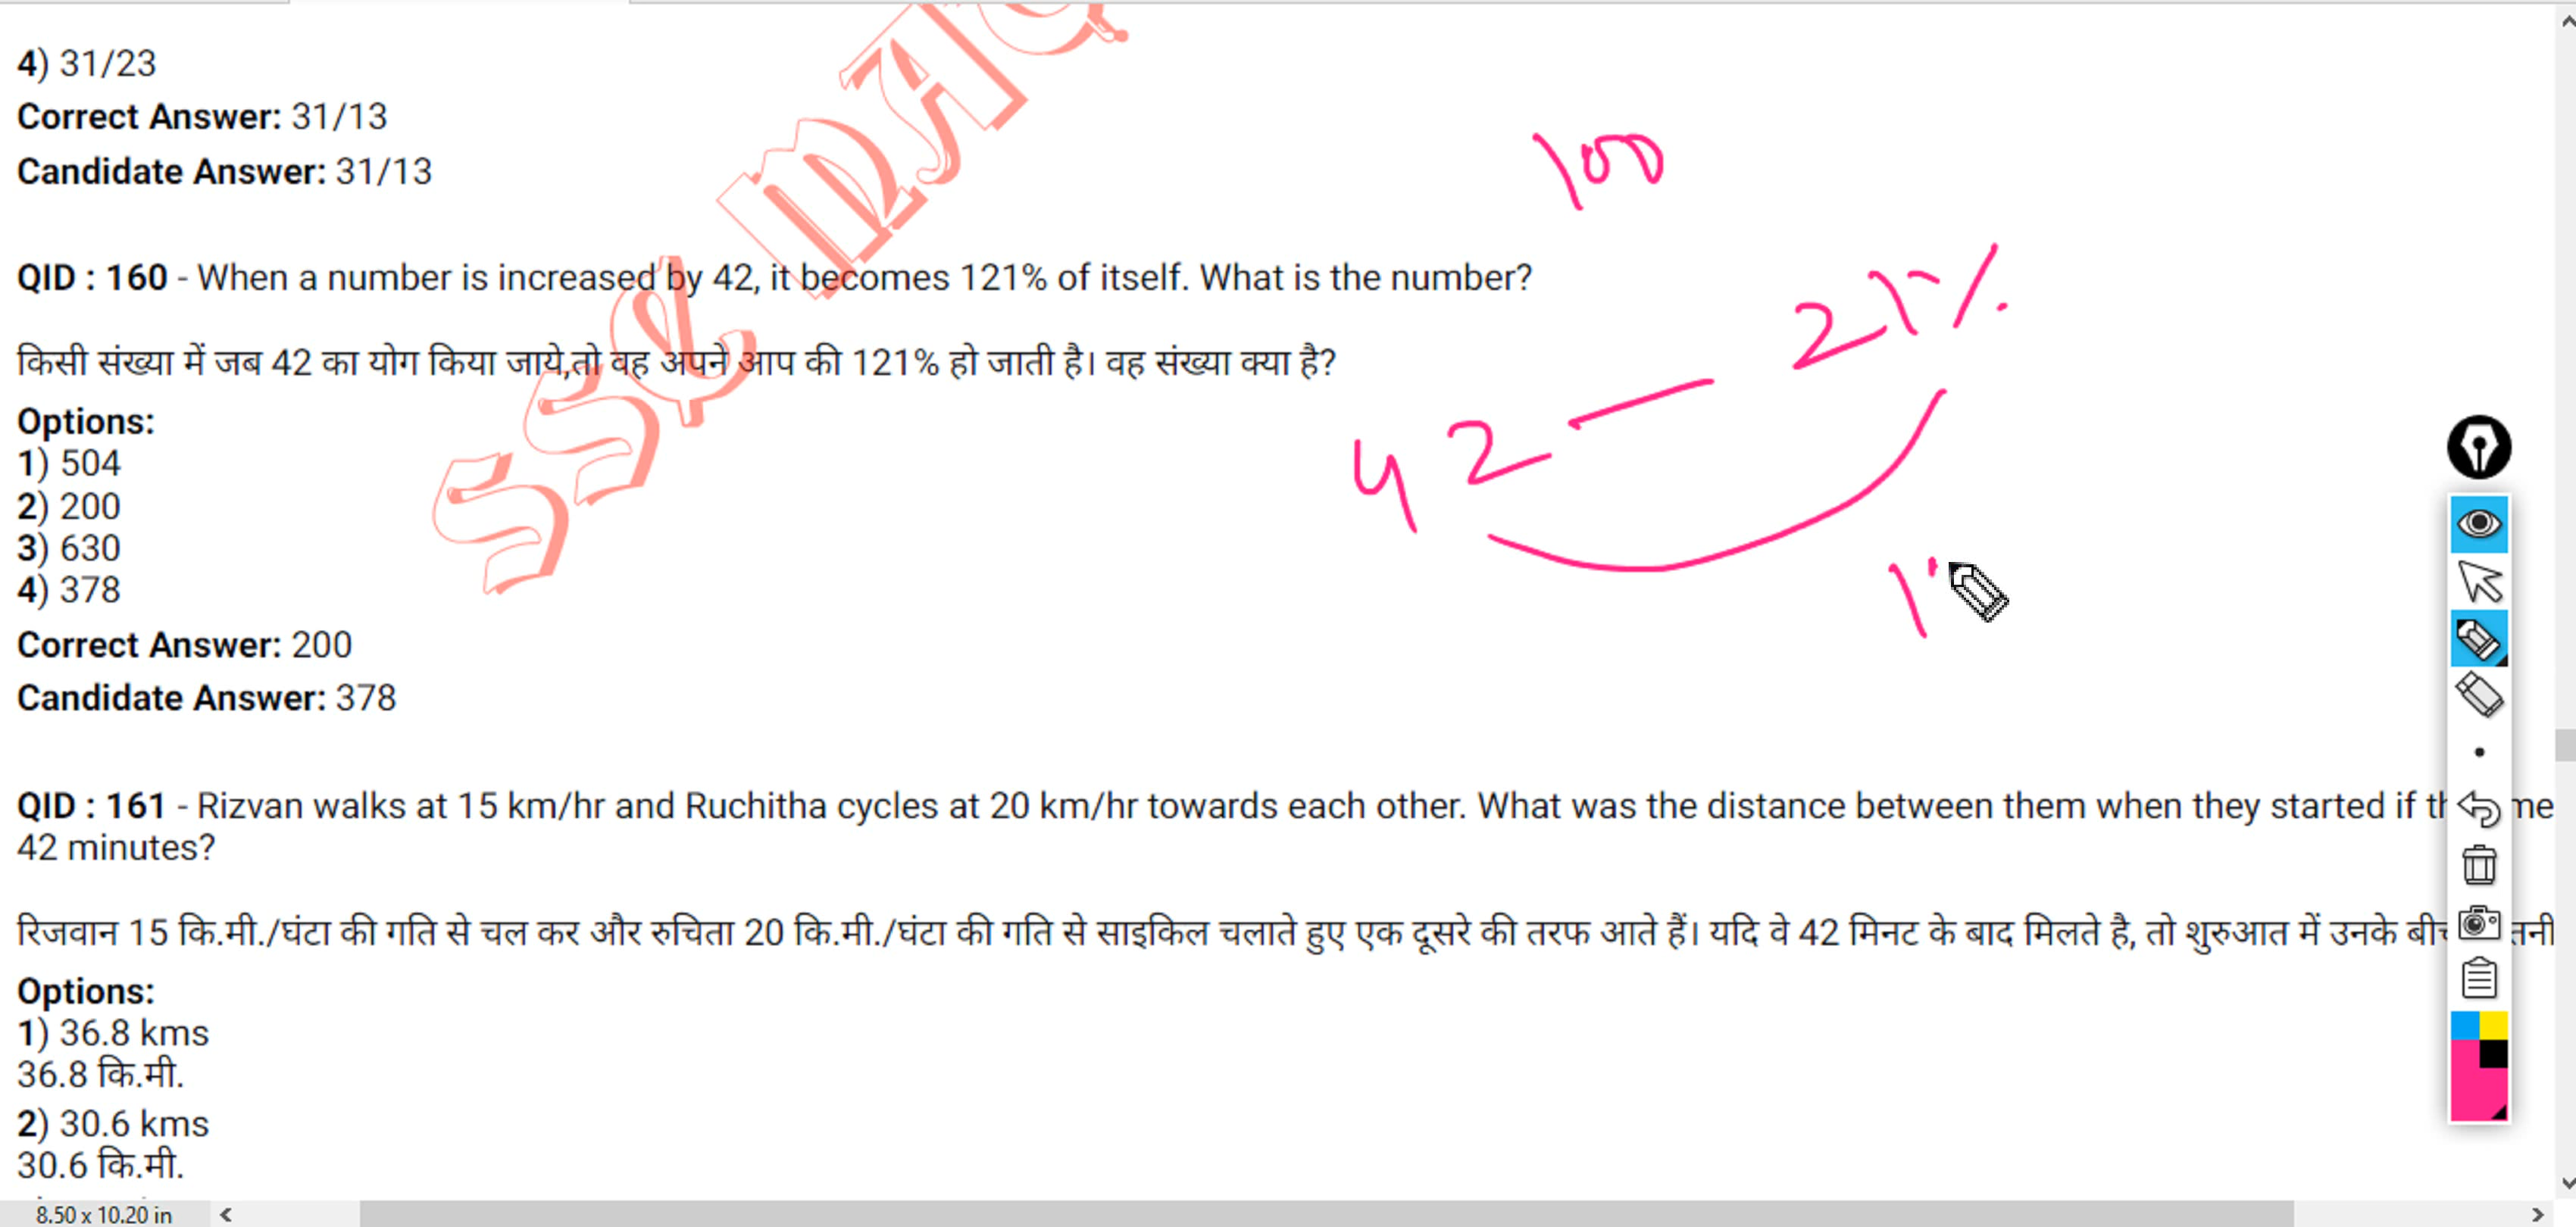 4) 31/23
Correct Answer: 31/13
Candidate Answer: 31/13
100
QID : 160 - When a number is increased by 42, it becomes 121% of itself. What is the number?
21%
किसी संख्या में जब 42 का योग किया जाये,तो वह अपने आप की 121% हो जाती है। वह संख्या क्या है?
42
Options:
1) 504
2) 200
3) 630
4) 378
Correct Answer: 200
Candidate Answer: 378
QID : 161 - Rizvan walks at 15 km/hr and Ruchitha cycles at 20 km/hr towards each other. What was the distance between them when they started if
42 minutes?
रिजवान 15 कि.मी./घंटा की गति से चल कर और रुचिता 20 कि.मी./घंटा की गति से साइकिल चलाते हुए एक दूसरे की तरफ आते हैं। यदि वे 42 मिनट के बाद मिलते है, तो शुरुआत में उनके
Options:
1) 36.8 kms
36.8 कि.मी.
2) 30.6 kms
30.6 कि.मी.
8.50 x 10.20 in